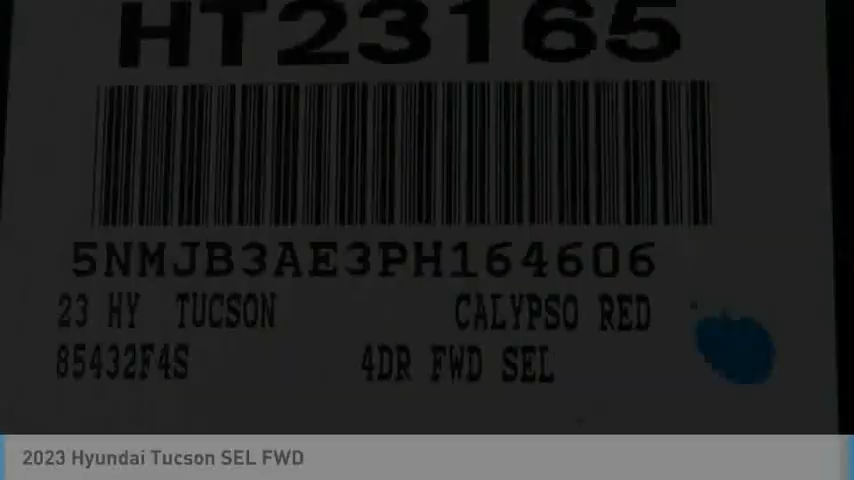 HT23165
5NMJB3AE3PH164606
23 HY TUCSON CALYPSO RED
85432F4S 4DR FWD SEL
2023 Hyundai Tucson SEL FWD